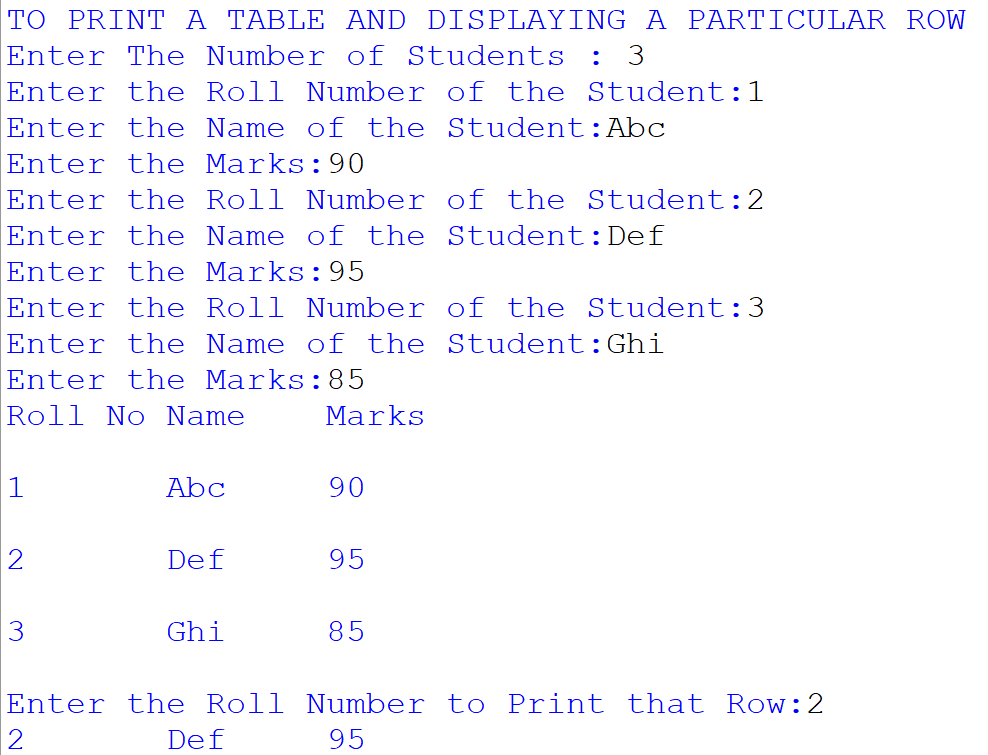 TO PRINT A TABLE AND DISPLAYING A PARTICULAR ROW
Enter The Number of Students : 3
Enter the Roll Number of the Student:1
Enter the Name of the Student:Abc
Enter the Marks:90
Enter the Roll Number of the Student:2
Enter the Name of the Student:Def
Enter the Marks:95
Enter the Roll Number of the Student:3
Enter the Name of the Student:Ghi
Enter the Marks:85
Roll No Name    Marks
1       Abc     90
2       Def     95
3       Ghi     85
Enter the Roll Number to Print that Row:2
2       Def     95